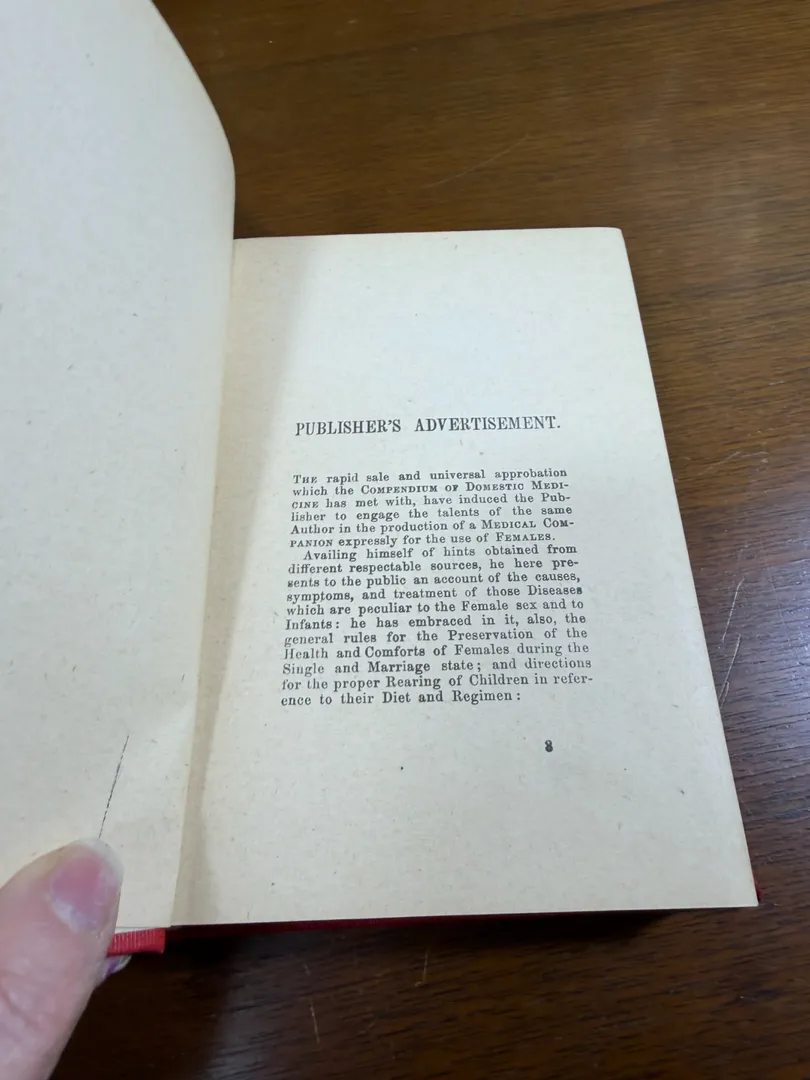 PUBLISHER'S ADVERTISEMENT.
THE rapid sale and universal approbation
which the COMPENDIUM OF DOMESTIC MEDI-
CINE has met with, have induced the Pub-
lisher to engage the talents of the same
Author in the production of a MEDICAL COM-
PANION expressly for the use of FEMALES.
Availing himself of hints obtained from
different respectable sources, he here pre-
sents to the public an account of the causes,
symptoms, and treatment of those Diseases
which are peculiar to the Female sex and to
Infants: he has embraced in it, also, the
general rules for the Preservation of the
Health and Comforts of Females during the
Single and Marriage state; and directions
for the proper Rearing of Children in refer-
ence to their Diet and Regimen: